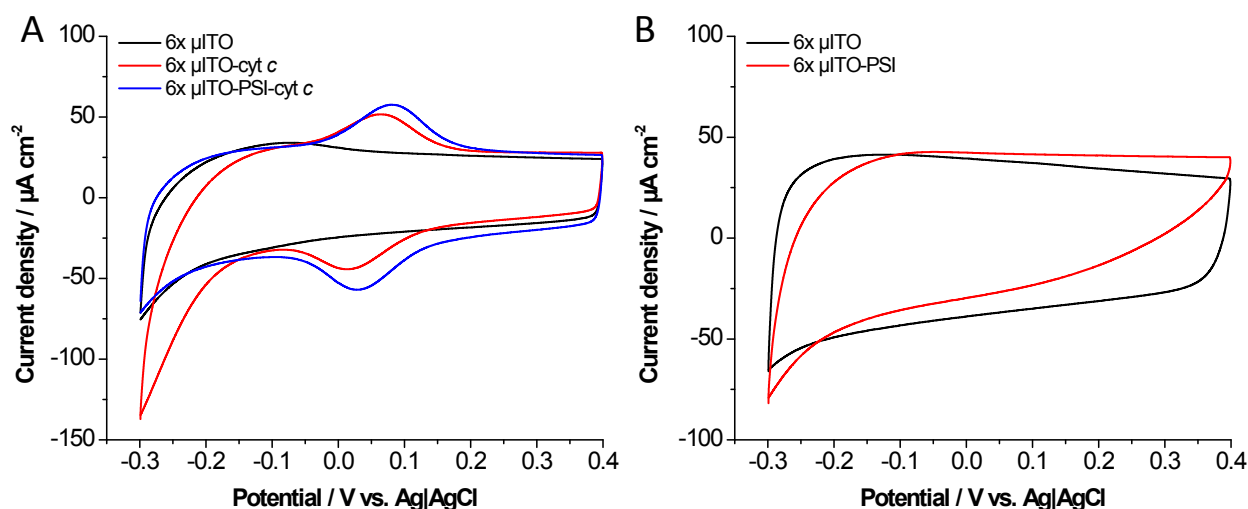 A
6x µITO
6x µITO-cyt c
6x µITO-PSI-cyt c
100
50
0
-50
-100
-150
Current density / µA cm⁻²
-0.3 -0.2 -0.1 0.0 0.1 0.2 0.3 0.4
Potential / V vs. Ag|AgCl
B
6x µITO
6x µITO-PSI
100
50
0
-50
-100
Current density / µA cm⁻²
-0.3 -0.2 -0.1 0.0 0.1 0.2 0.3 0.4
Potential / V vs. Ag|AgCl